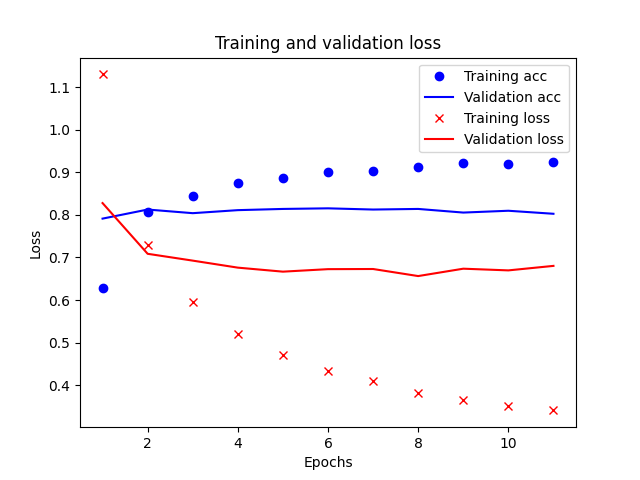 Training and validation loss
Training acc
Validation acc
Training loss
Validation loss
Loss
1.1
1.0
0.9
0.8
0.7
0.6
0.5
0.4
2 4 6 8 10
Epochs